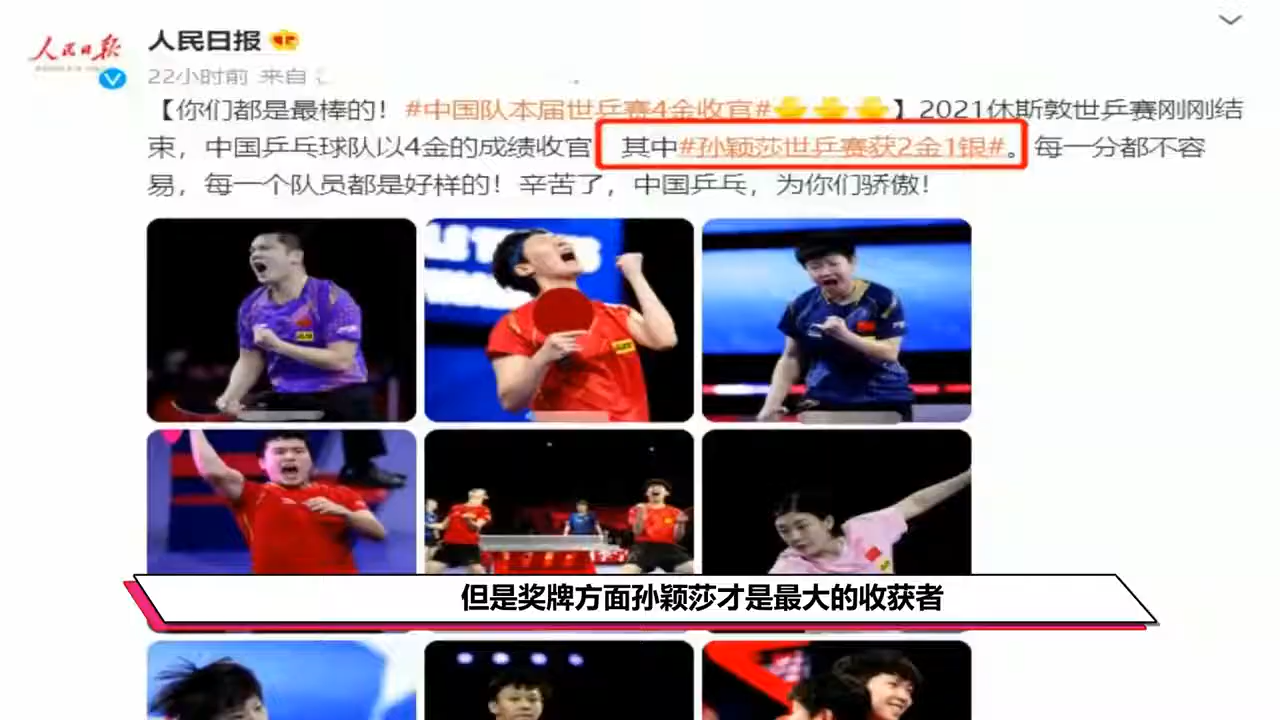 人民日报
人民日报
22小时前 来自
【你们都是最棒的！#中国队本届世乒赛4金收官#】2021休斯敦世乒赛刚刚结
束，中国乒乓球队以4金的成绩收官 其中#孙颖莎世乒赛获2金1银#。每一分都不容
易，每一个队员都是好样的！辛苦了，中国乒乓，为你们骄傲！
但是奖牌方面孙颖莎才是最大的收获者